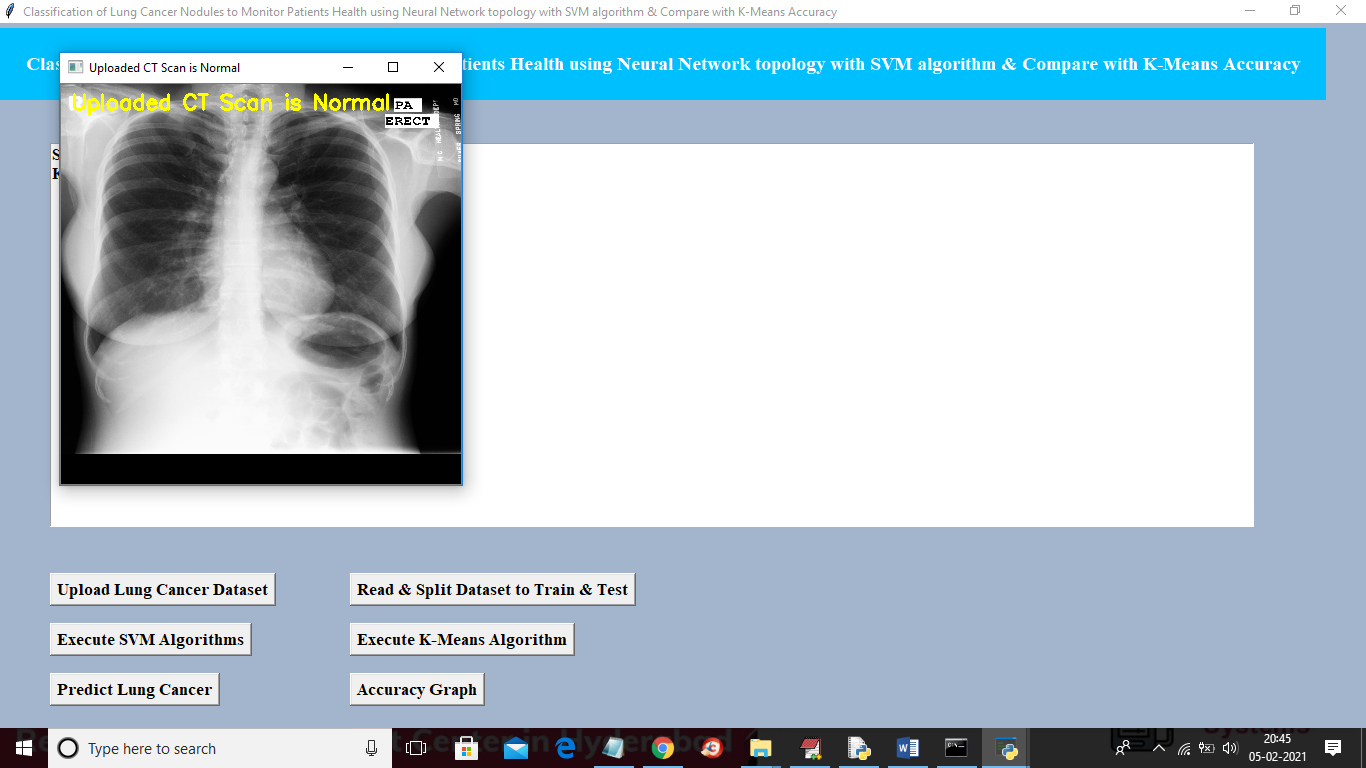 Classification of Lung Cancer Nodules to Monitor Patients Health using Neural Network topology with SVM algorithm & Compare with K-Means Accuracy
Clas
tients Health using Neural Network topology with SVM algorithm & Compare with K-Means Accuracy
Uploaded CT Scan is Normal
Uploaded CT Scan is Normal
PA
ERECT
S
K
Upload Lung Cancer Dataset
Read & Split Dataset to Train & Test
Execute SVM Algorithms
Execute K-Means Algorithm
Predict Lung Cancer
Accuracy Graph
Type here to search
20:45
05-02-2021